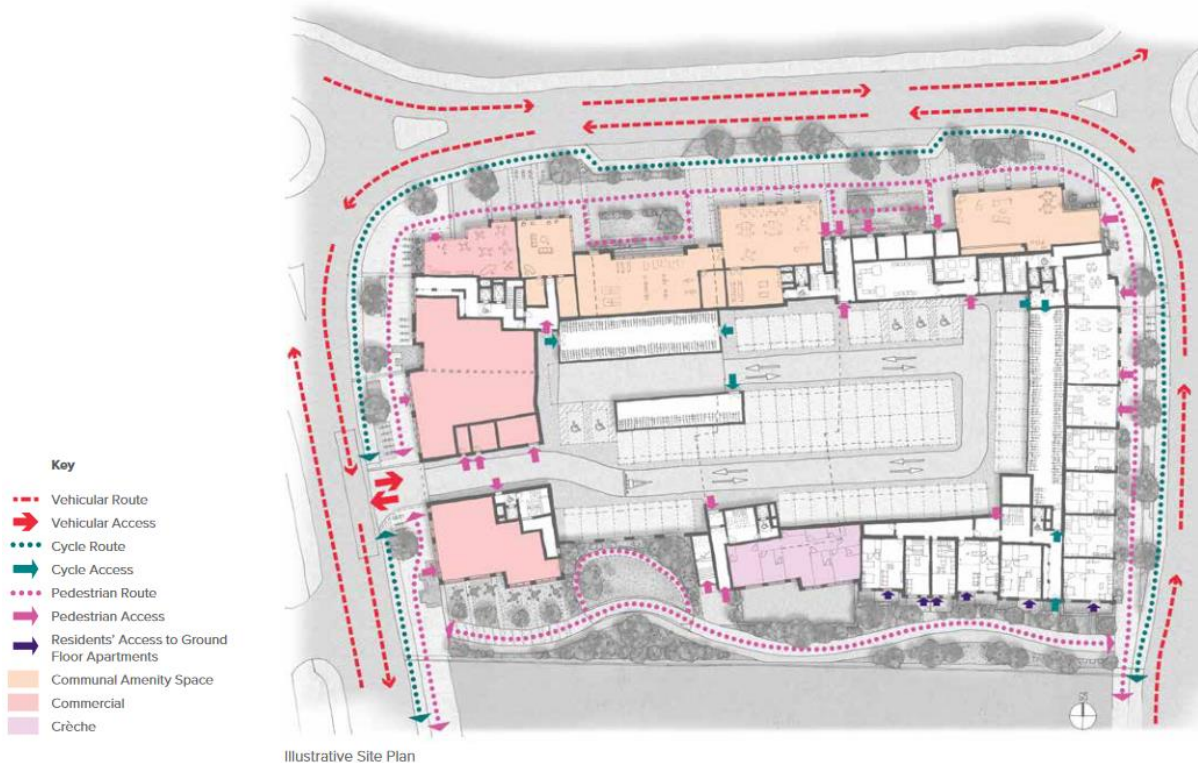 Key
Vehicular Route
Vehicular Access
Cycle Route
Cycle Access
Pedestrian Route
Pedestrian Access
Residents' Access to Ground
Floor Apartments
Communal Amenity Space
Commercial
Crèche
Illustrative Site Plan